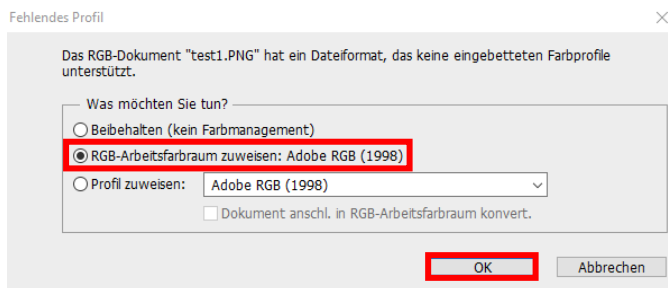 Fehlendes Profil
Das RGB-Dokument "test1.PNG" hat ein Dateiformat, das keine eingebetteten Farbprofile
unterstützt.
Was möchten Sie tun?
Beibehalten (kein Farbmanagement)
RGB-Arbeitsfarbraum zuweisen: Adobe RGB (1998)
Profil zuweisen: Adobe RGB (1998)
Dokument anschl. in RGB-Arbeitsfarbraum konvert.
OK Abbrechen